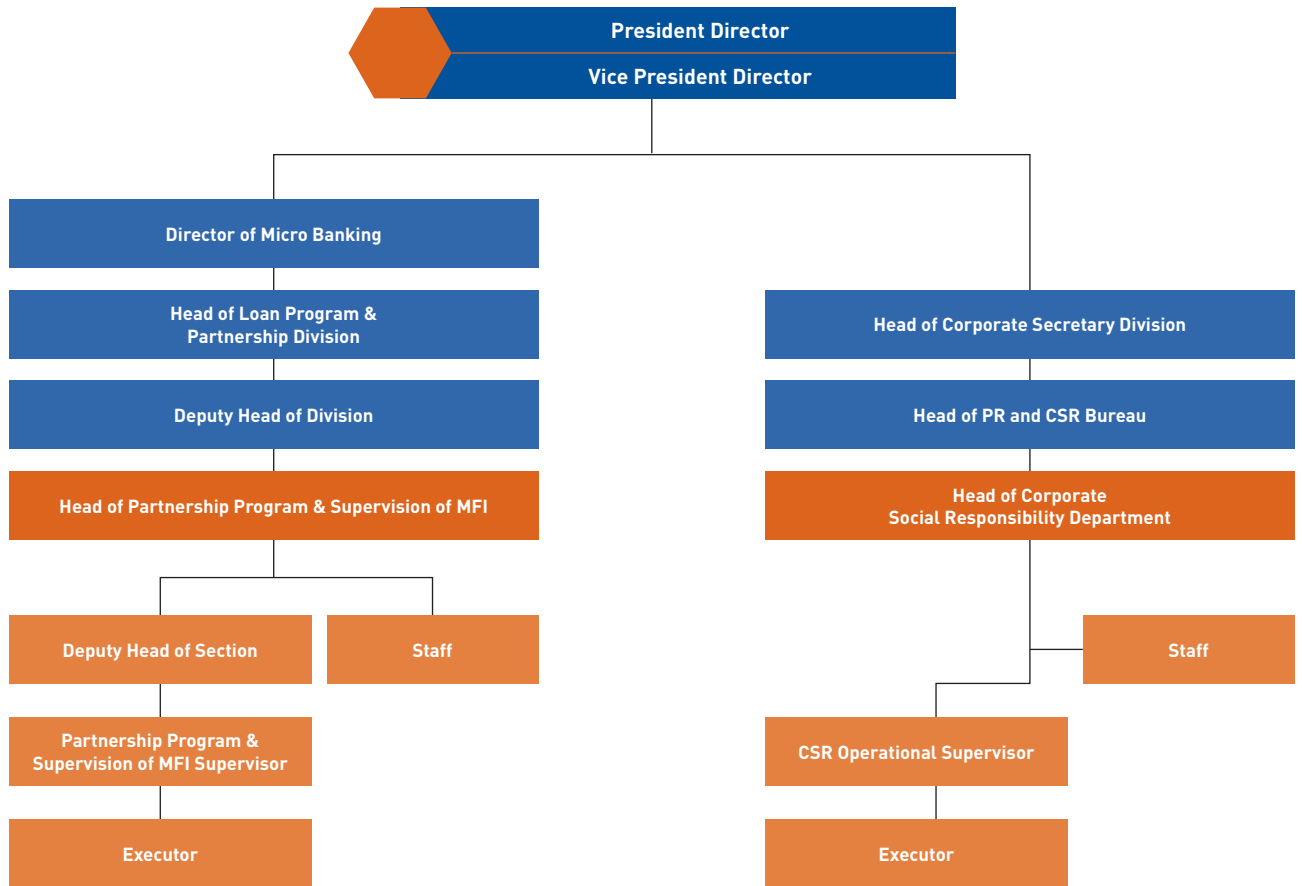 President Director
Vice President Director
Director of Micro Banking
Head of Loan Program &
Partnership Division
Head of Corporate Secretary Division
Deputy Head of Division
Head of PR and CSR Bureau
Head of Partnership Program & Supervision of MFI
Head of Corporate
Social Responsibility Department
Deputy Head of Section
Staff
Staff
Partnership Program &
Supervision of MFI Supervisor
CSR Operational Supervisor
Executor
Executor